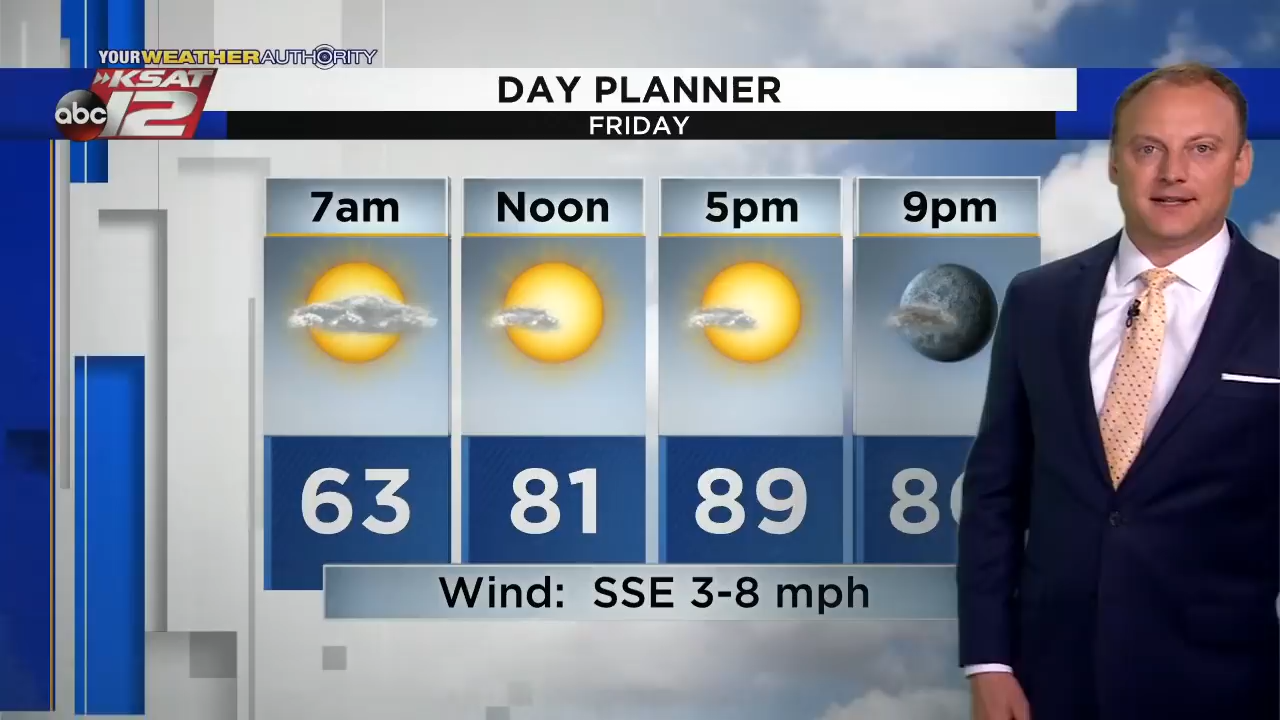 YOUR WEATHER AUTHORITY
KSAT
abc 12
DAY PLANNER
FRIDAY
7am Noon 5pm 9pm
63 81 89
Wind: SSE 3-8 mph